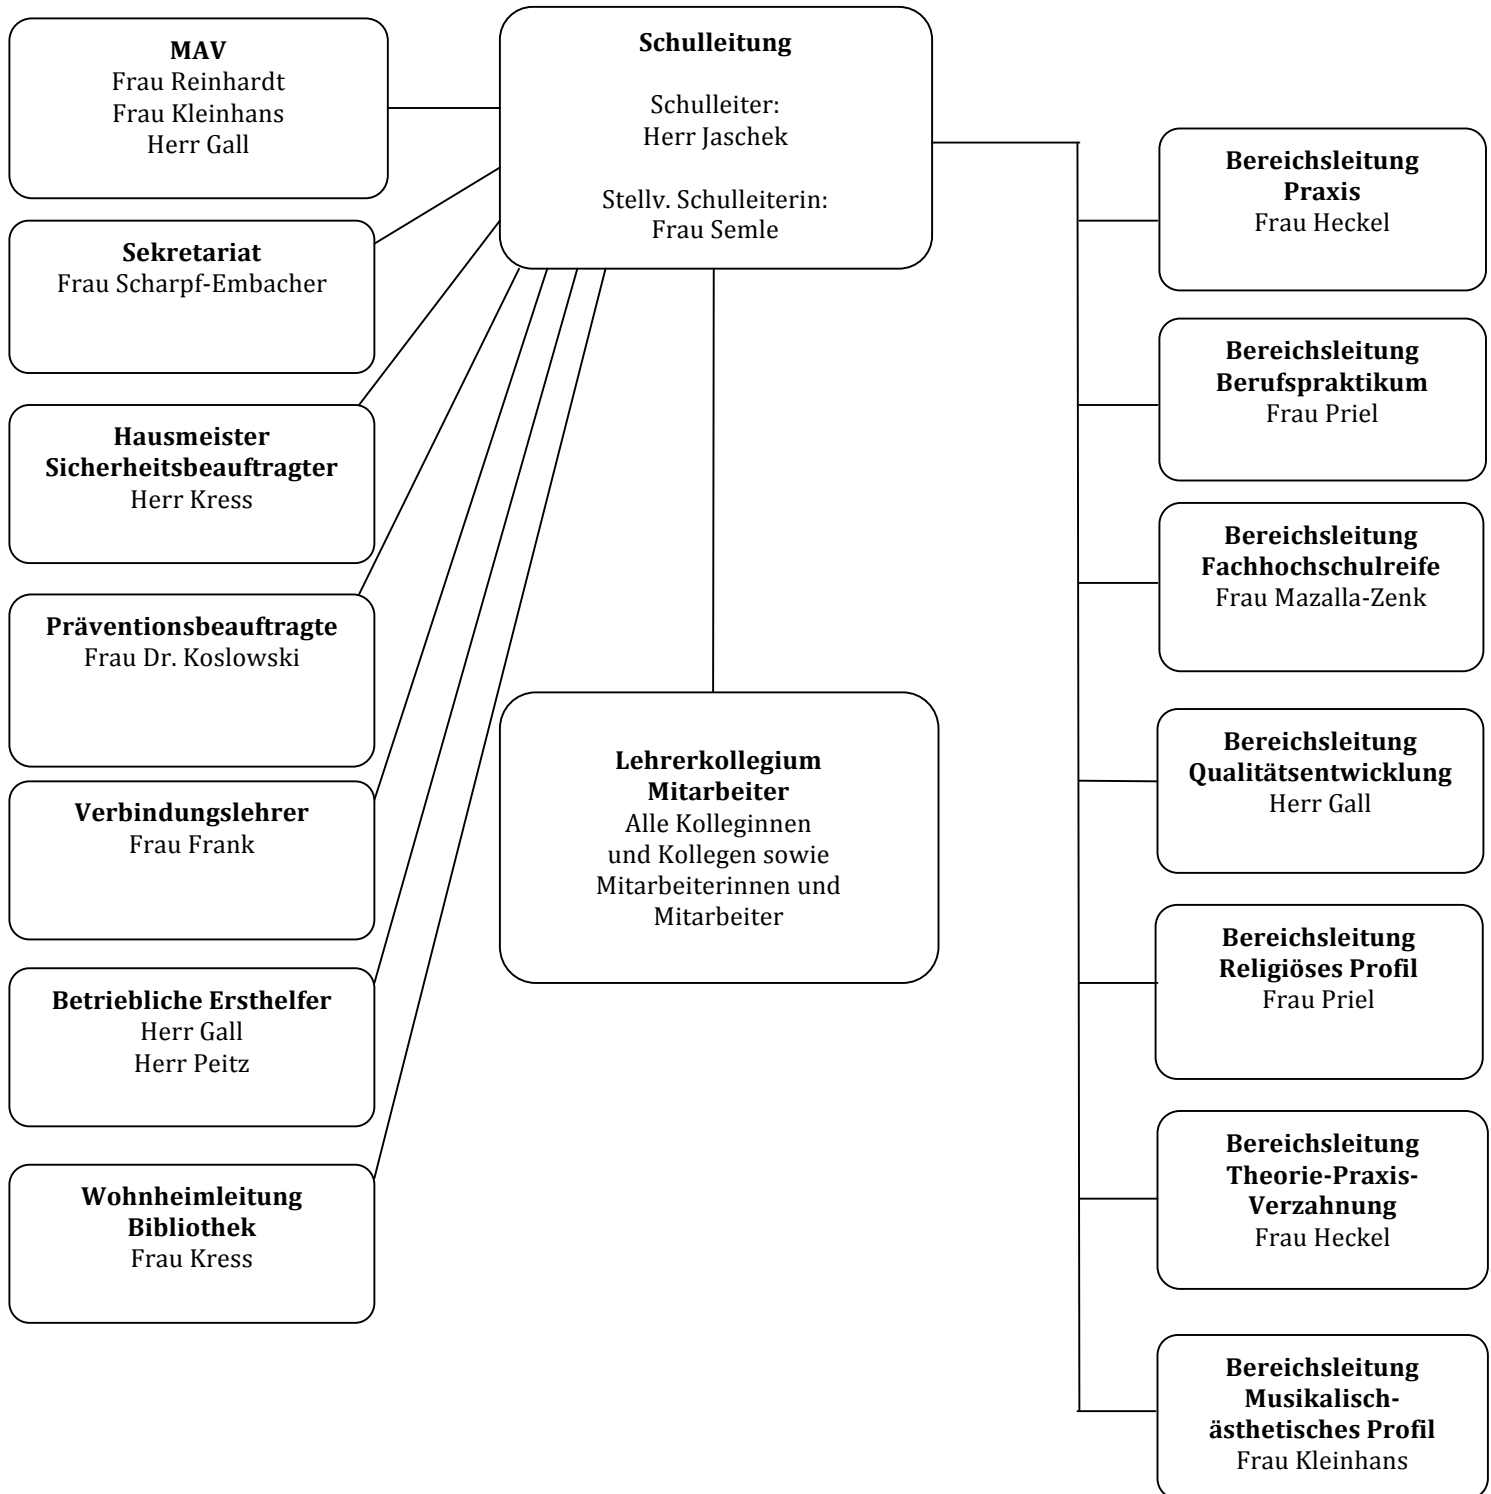 MAV
Frau Reinhardt
Frau Kleinhans
Herr Gall
Sekretariat
Frau Scharpf-Embacher
Hausmeister
Sicherheitsbeauftragter
Herr Kress
Präventionsbeauftragte
Frau Dr. Koslowski
Verbindungslehrer
Frau Frank
Betriebliche Ersthelfer
Herr Gall
Herr Peitz
Wohnheimleitung
Bibliothek
Frau Kress
Schulleitung
Schulleiter:
Herr Jaschek
Stellv. Schulleiterin:
Frau Semle
Lehrerkollegium
Mitarbeiter
Alle Kolleginnen
und Kollegen sowie
Mitarbeiterinnen und
Mitarbeiter
Bereichsleitung
Praxis
Frau Heckel
Bereichsleitung
Berufspraktikum
Frau Priel
Bereichsleitung
Fachhochschulreife
Frau Mazalla-Zenk
Bereichsleitung
Qualitätsentwicklung
Herr Gall
Bereichsleitung
Religiöses Profil
Frau Priel
Bereichsleitung
Theorie-Praxis-
Verzahnung
Frau Heckel
Bereichsleitung
Musikalisch-
ästhetisches Profil
Frau Kleinhans